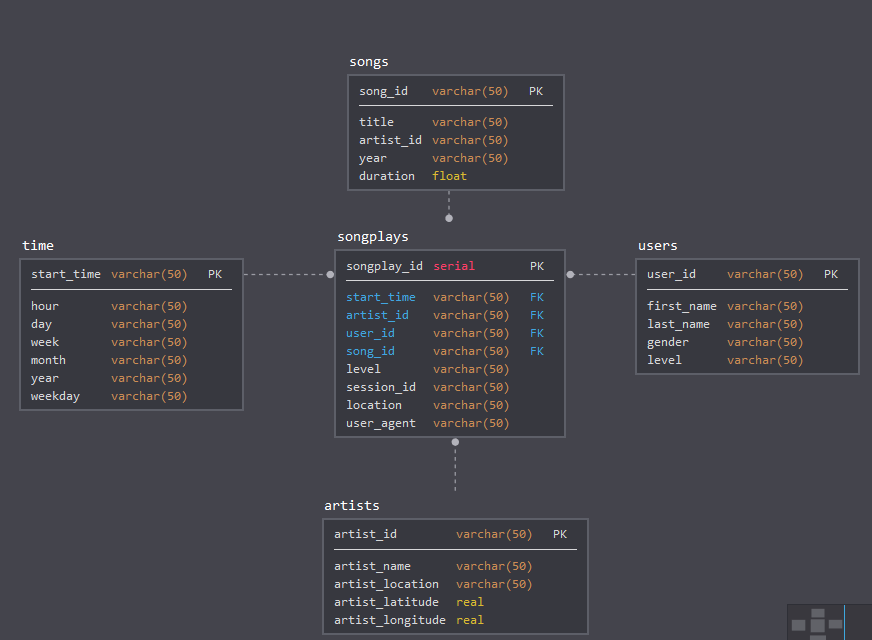 songs
song_id varchar(50) PK
title varchar(50)
artist_id varchar(50)
year varchar(50)
duration float
time
start_time varchar(50) PK
hour varchar(50)
day varchar(50)
week varchar(50)
month varchar(50)
year varchar(50)
weekday varchar(50)
songplays
songplay_id serial PK
start_time varchar(50) FK
artist_id varchar(50) FK
user_id varchar(50) FK
song_id varchar(50) FK
level varchar(50)
session_id varchar(50)
location varchar(50)
user_agent varchar(50)
users
user_id varchar(50) PK
first_name varchar(50)
last_name varchar(50)
gender varchar(50)
level varchar(50)
artists
artist_id varchar(50) PK
artist_name varchar(50)
artist_location varchar(50)
artist_latitude real
artist_longitude real